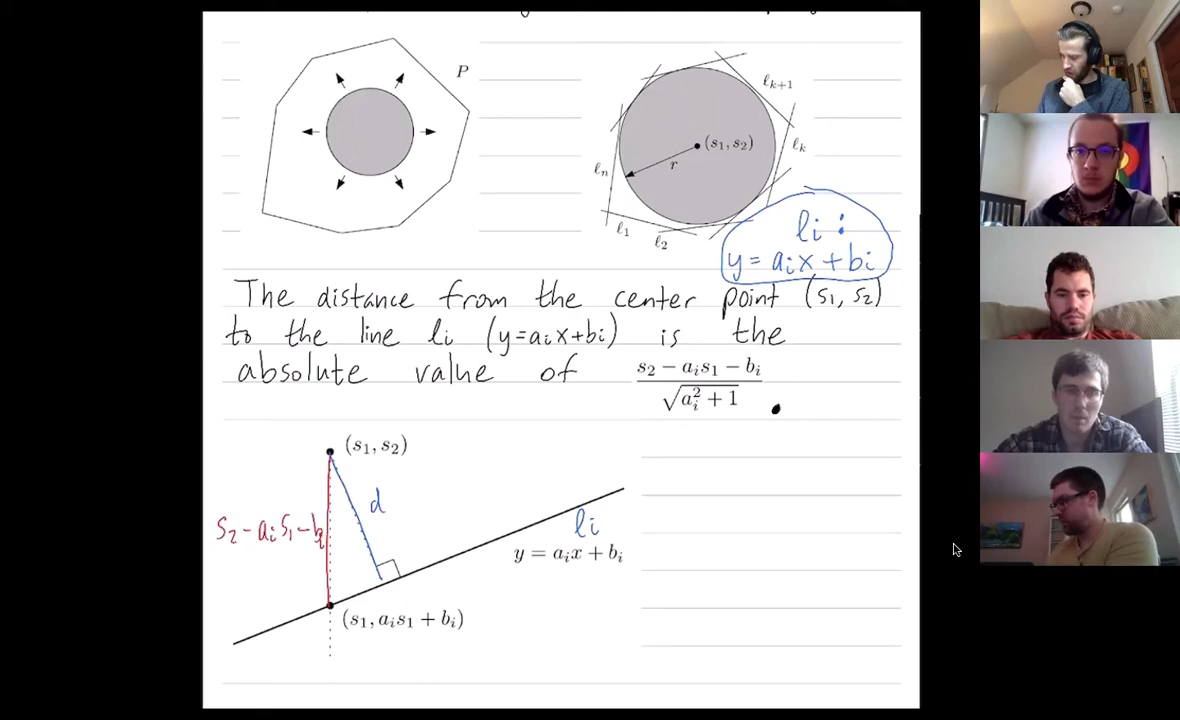 P
ℓk+1
(s1, s2)
ℓk
r
ℓn
ℓ1
ℓ2
li :
y = aix + bi
The distance from the center point (s1, s2)
to the line li (y=aix+bi) is the
absolute value of s2 − ais1 − bi
√ai² + 1 .
(s1, s2)
d
s2 - ai s1 - bi
li
y = aix + bi
(s1, ais1 + bi)